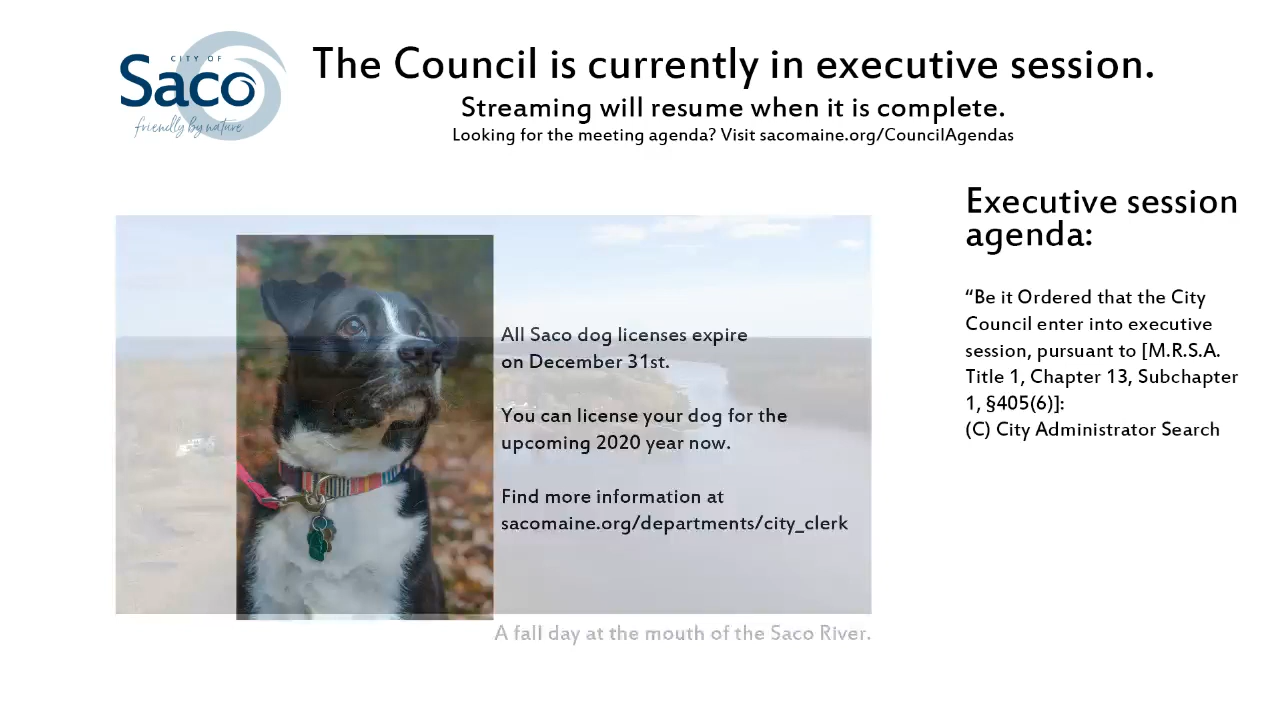 CITY OF
Saco
friendly by nature
The Council is currently in executive session.
Streaming will resume when it is complete.
Looking for the meeting agenda? Visit sacomaine.org/CouncilAgendas
All Saco dog licenses expire
on December 31st.
You can license your dog for the
upcoming 2020 year now.
Find more information at
sacomaine.org/departments/city_clerk
A fall day at the mouth of the Saco River.
Executive session
agenda:
“Be it Ordered that the City
Council enter into executive
session, pursuant to [M.R.S.A.
Title 1, Chapter 13, Subchapter
1, §405(6)]:
(C) City Administrator Search